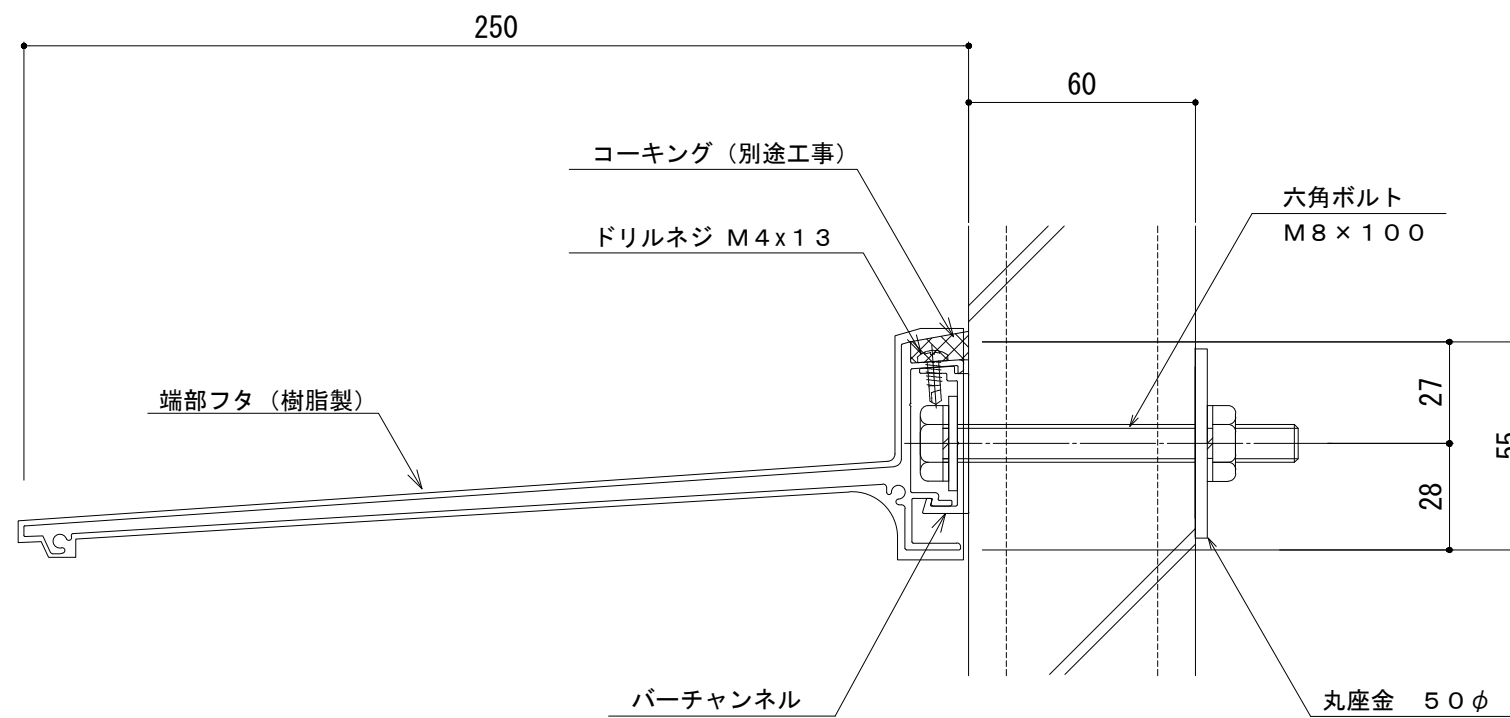 250
60
コーキング（別途工事）
六角ボルト
Ｍ８×１００
ドリルネジ Ｍ４x１３
27
55
端部フタ（樹脂製）
28
バーチャンネル
丸座金　５０φ